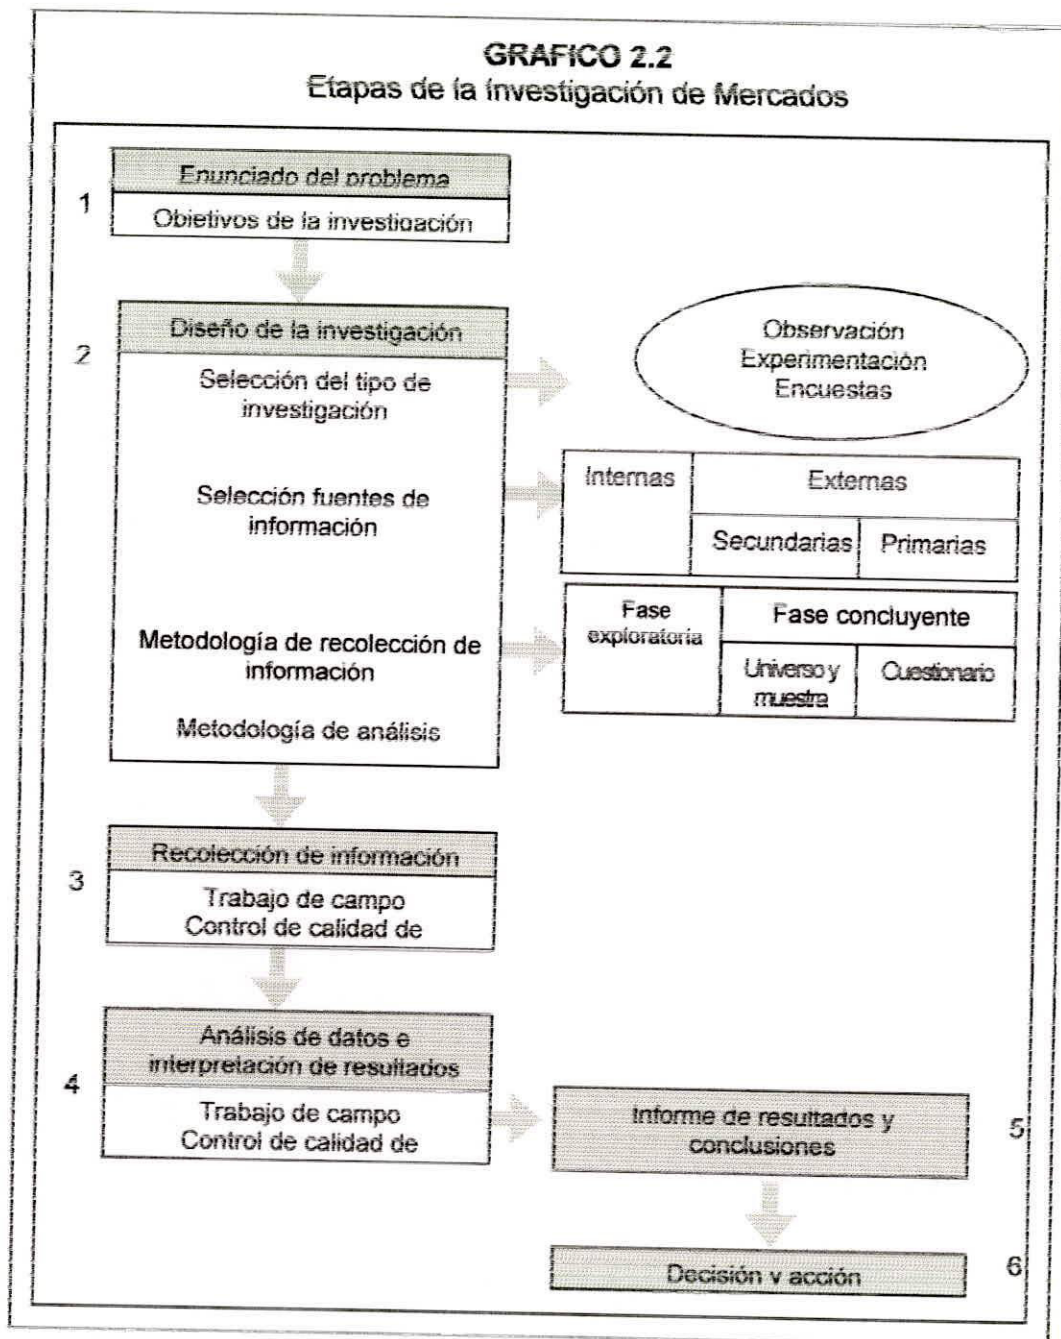 GRAFICO 2.2
Etapas de la Investigación de Mercados
1
Enunciado del problema
Objetivos de la investigación
2
Diseño de la investigación
Selección del tipo de
investigación
Observación
Experimentación
Encuestas
Selección fuentes de
información
Internas
Externas
Secundarias
Primarias
Metodología de recolección de
información
Fase
exploratoria
Fase concluyente
Universo y
muestra
Cuestionario
Metodología de análisis
3
Recolección de información
Trabajo de campo
Control de calidad de
4
Análisis de datos e
interpretación de resultados
Trabajo de campo
Control de calidad de
Informe de resultados y
conclusiones
5
Decisión y acción
6